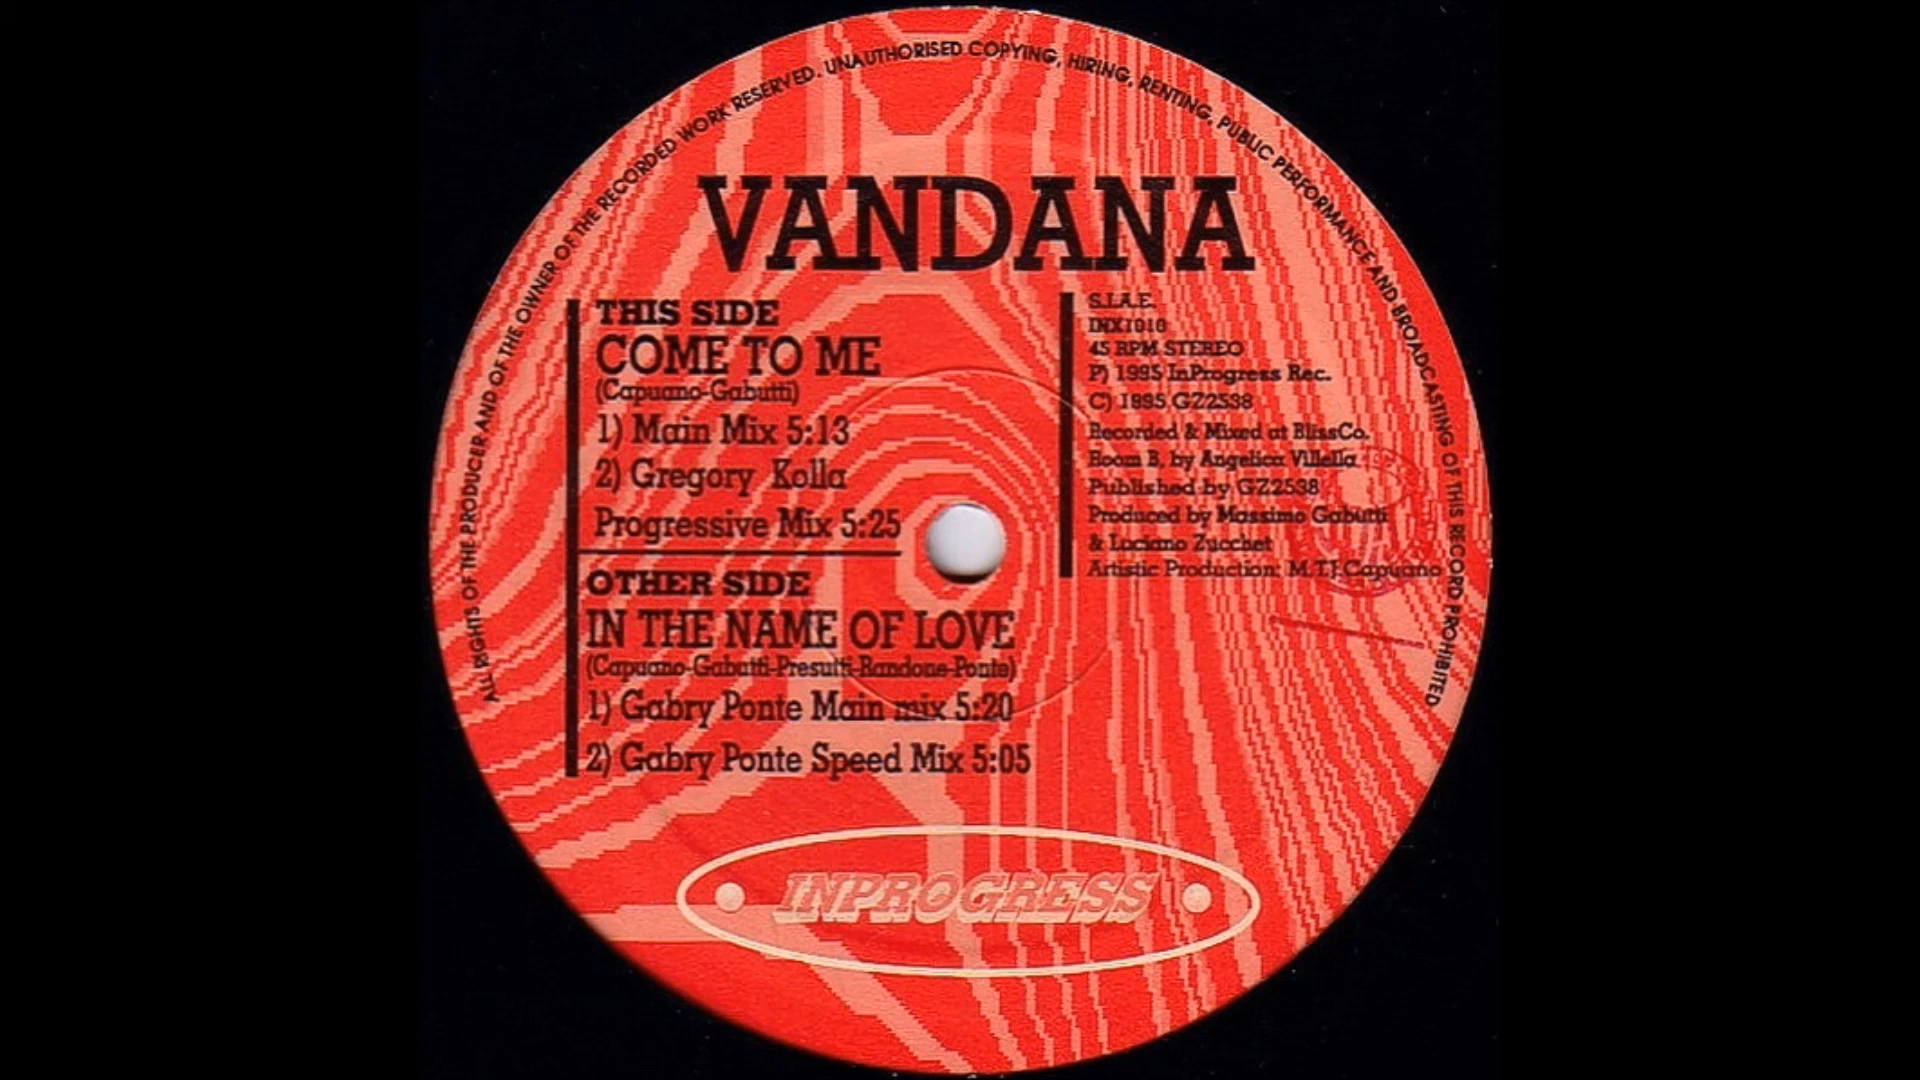 ALL RIGHTS OF THE PRODUCER AND OF THE OWNER OF THE RECORDED WORK RESERVED. UNAUTHORISED COPYING, HIRING, RENTING, PUBLIC PERFORMANCE AND BROADCASTING OF THIS RECORD PROHIBITED
VANDANA
THIS SIDE
COME TO ME
(Capuano-Gabutti)
1) Main Mix 5:13
2) Gregory Kolla
Progressive Mix 5:25
OTHER SIDE
IN THE NAME OF LOVE
(Capuano-Gabutti-Presutti-Randone-Ponte)
1) Gabry Ponte Main mix 5:20
2) Gabry Ponte Speed Mix 5:05
S.I.A.E.
INX1010
45 RPM STEREO
P) 1995 InProgress Rec.
C) 1995 GZ2538
Recorded & Mixed at BlissCo.
Room B, by Angelica Villella
Published by GZ2538
Produced by Massimo Gabutti
& Luciano Zucchet
Artistic Production: M.T.J.Capuano
INPROGRESS